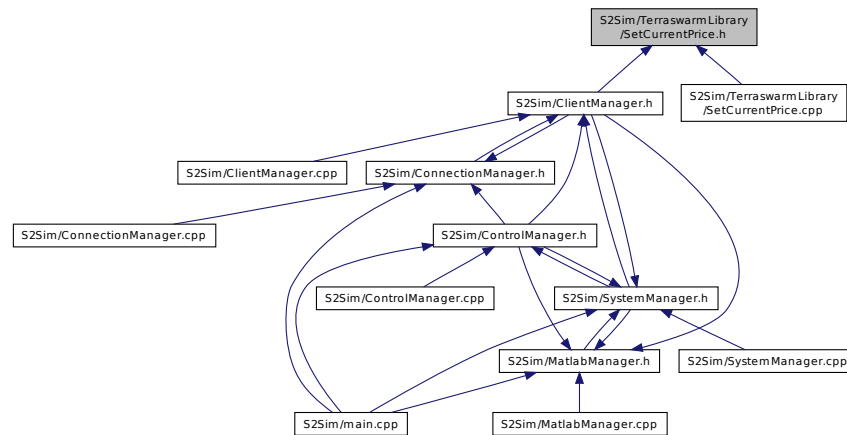 S2Sim/TerraswarmLibrary
/SetCurrentPrice.h
S2Sim/ClientManager.h
S2Sim/TerraswarmLibrary
/SetCurrentPrice.cpp
S2Sim/ClientManager.cpp
S2Sim/ConnectionManager.h
S2Sim/ConnectionManager.cpp
S2Sim/ControlManager.h
S2Sim/ControlManager.cpp
S2Sim/SystemManager.h
S2Sim/MatlabManager.h
S2Sim/SystemManager.cpp
S2Sim/main.cpp
S2Sim/MatlabManager.cpp